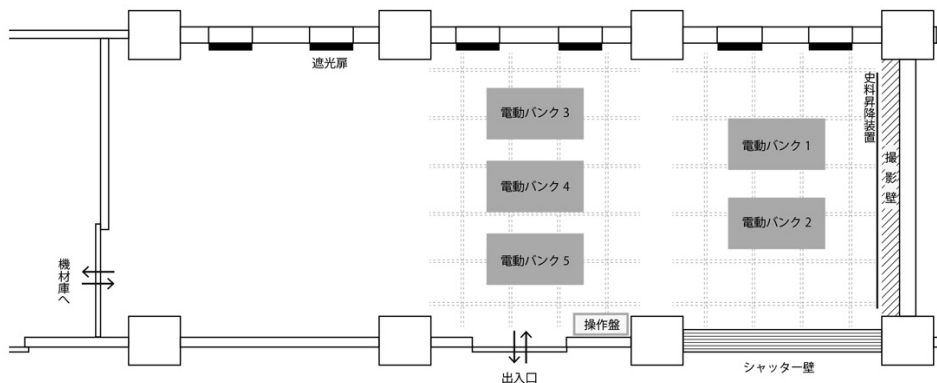 遮光扉
電動バンク 3
電動バンク 1
史料昇降装置
撮影壁
電動バンク 4
電動バンク 2
電動バンク 5
機材庫へ
操作盤
シャッター壁
出入口